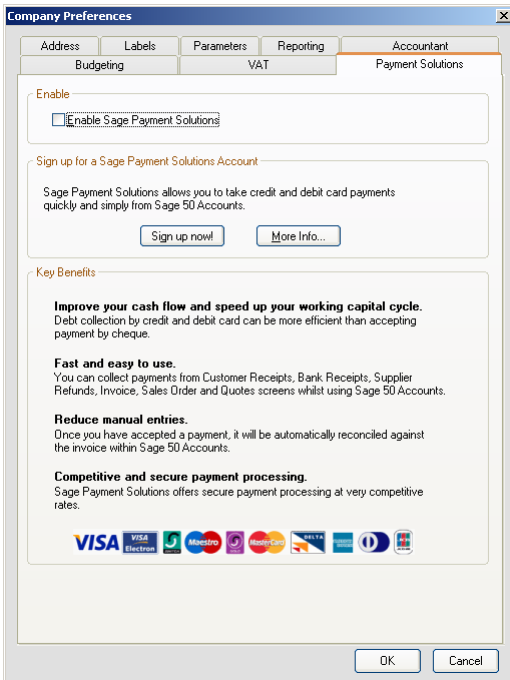 Company Preferences
Address
Labels
Parameters
Reporting
Accountant
Budgeting
VAT
Payment Solutions
Enable
Enable Sage Payment Solutions
Sign up for a Sage Payment Solutions Account
Sage Payment Solutions allows you to take credit and debit card payments
quickly and simply from Sage 50 Accounts.
Sign up now!
More Info...
Key Benefits
Improve your cash flow and speed up your working capital cycle.
Debt collection by credit and debit card can be more efficient than accepting
payment by cheque.
Fast and easy to use.
You can collect payments from Customer Receipts, Bank Receipts, Supplier
Refunds, Invoice, Sales Order and Quotes screens whilst using Sage 50 Accounts.
Reduce manual entries.
Once you have accepted a payment, it will be automatically reconciled against
the invoice within Sage 50 Accounts.
Competitive and secure payment processing.
Sage Payment Solutions offers secure payment processing at very competitive
rates.
VISA
VISA
Electron
Maestro
MasterCard
DELTA
OK
Cancel